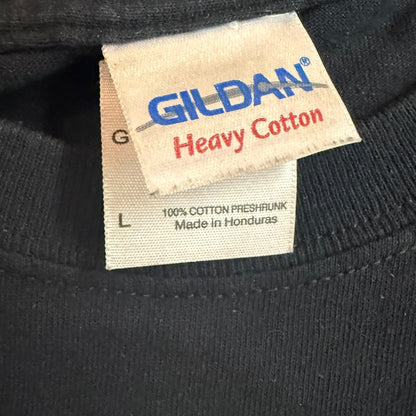 GILDAN®
Heavy Cotton
G
L
100% COTTON PRESHRUNK
Made in Honduras